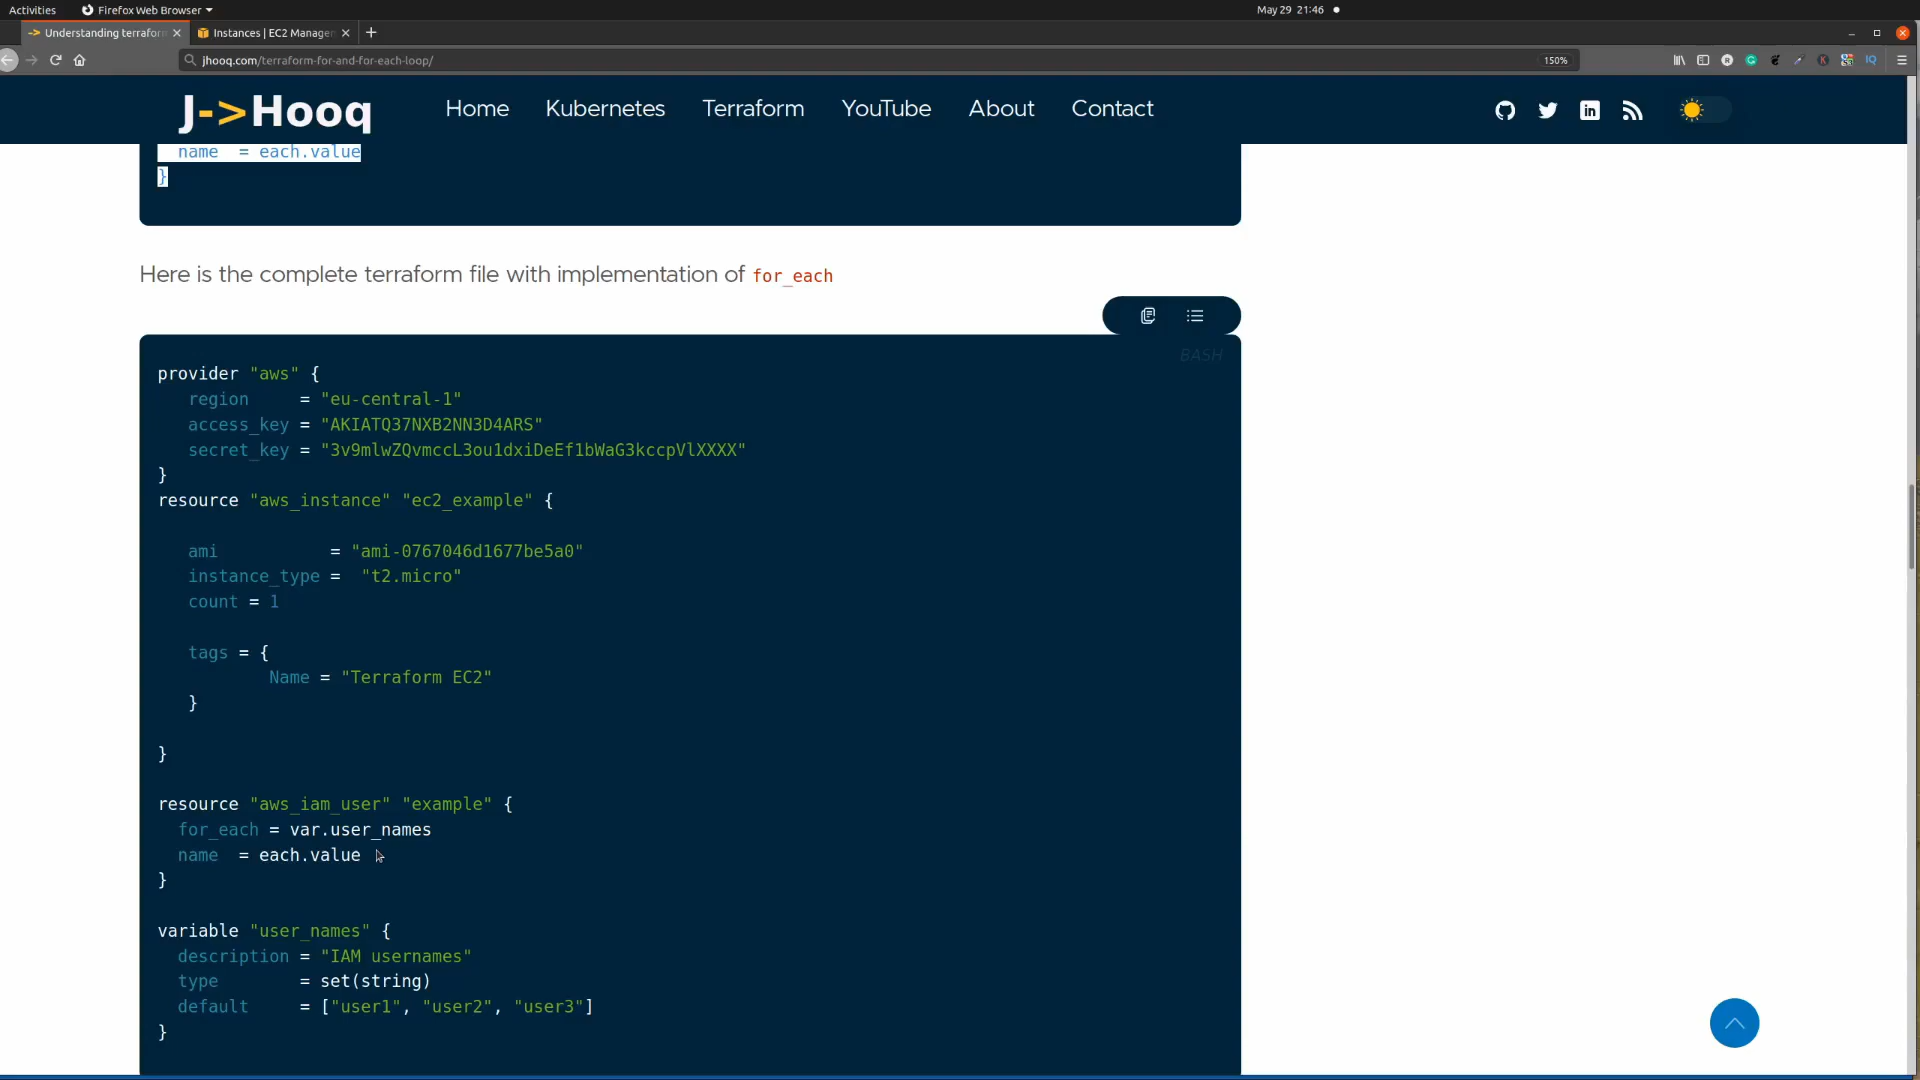 Activities Firefox Web Browser May 29 21:46
Understanding terraform Instances | EC2 Manage
jhooq.com/terraform-for-and-for-each-loop/ 150%
J->Hooq Home Kubernetes Terraform YouTube About Contact
name = each.value
}
Here is the complete terraform file with implementation of for_each
BASH
provider "aws" {
region = "eu-central-1"
access_key = "AKIATQ37NXB2NN3D4ARS"
secret_key = "3v9mlwZQvmccL3ou1dxiDeEf1bWaG3kccpVlXXXX"
}
resource "aws_instance" "ec2_example" {
ami = "ami-0767046d1677be5a0"
instance_type = "t2.micro"
count = 1
tags = {
Name = "Terraform EC2"
}
}
resource "aws_iam_user" "example" {
for_each = var.user_names
name = each.value
}
variable "user_names" {
description = "IAM usernames"
type = set(string)
default = ["user1", "user2", "user3"]
}